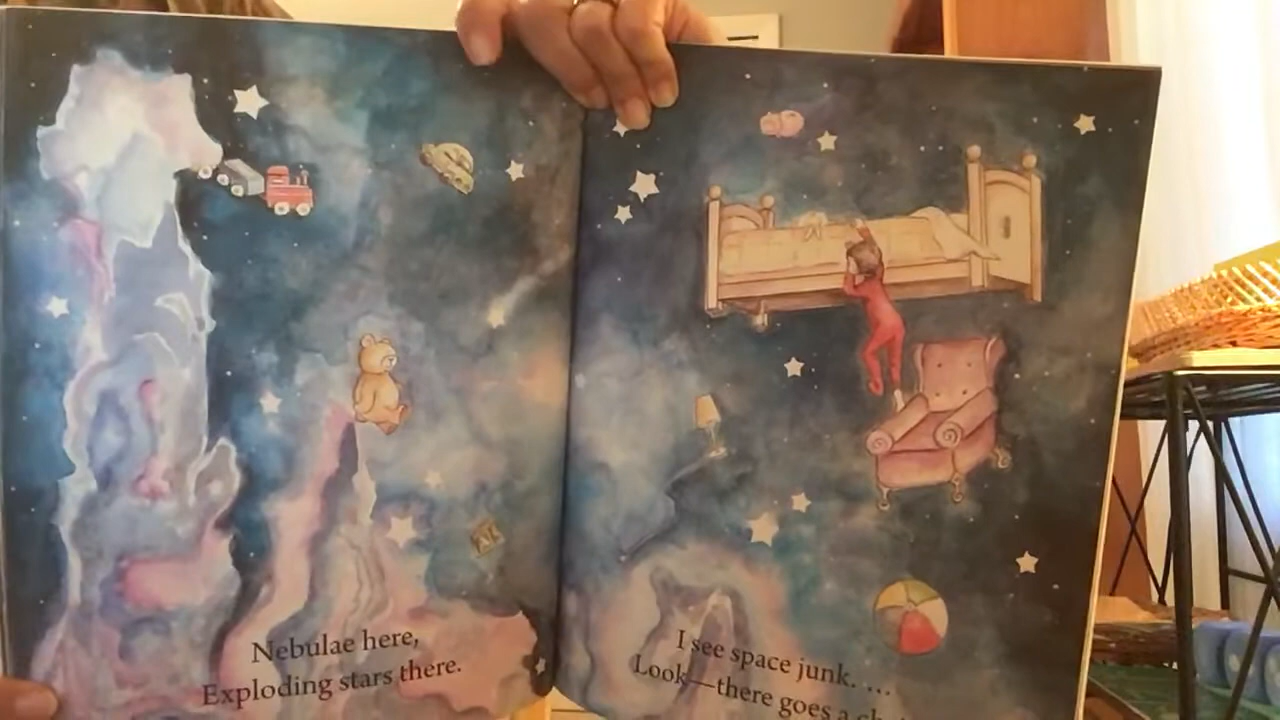 Nebulae here,
Exploding stars there.
I see space junk. ...
Look—there goes a